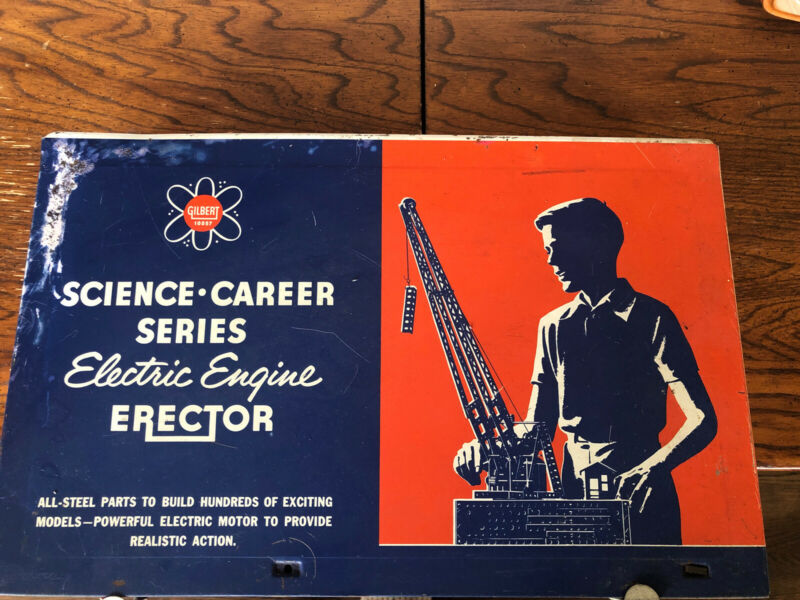 GILBERT
10087
SCIENCE • CAREER
SERIES
Electric Engine
ERECTOR
ALL-STEEL PARTS TO BUILD HUNDREDS OF EXCITING
MODELS—POWERFUL ELECTRIC MOTOR TO PROVIDE
REALISTIC ACTION.